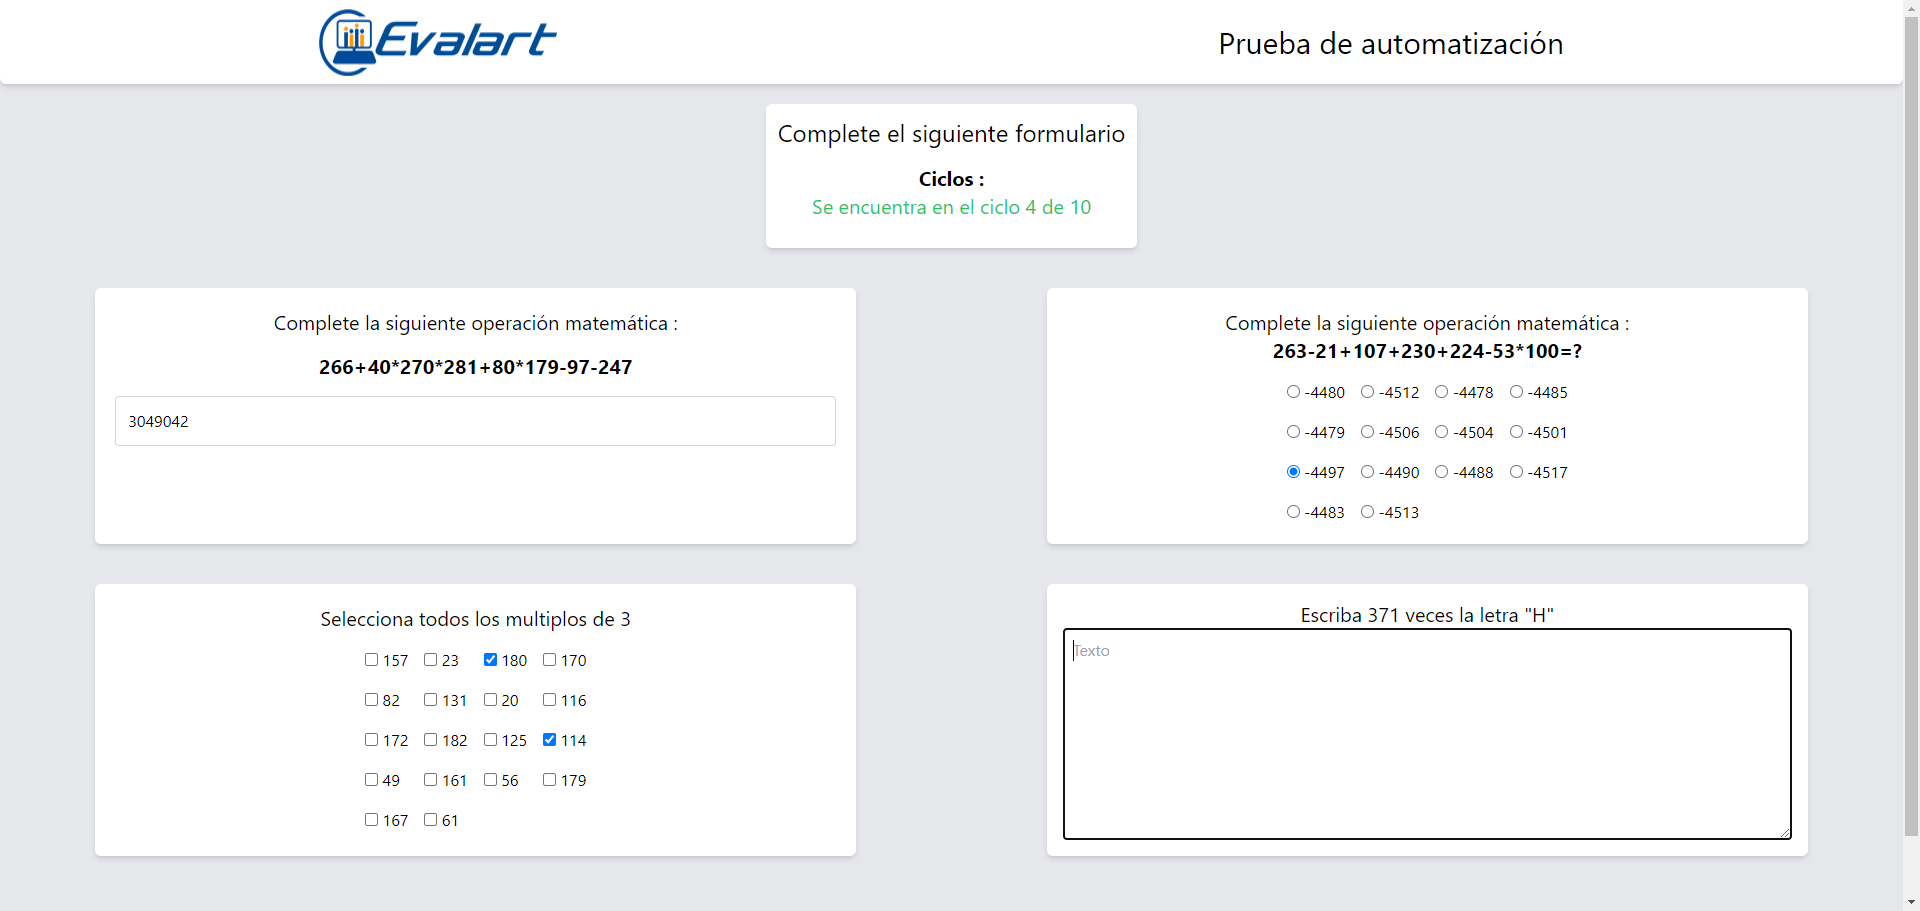 Evalart
Prueba de automatización
Complete el siguiente formulario
Ciclos :
Se encuentra en el ciclo 4 de 10
Complete la siguiente operación matemática :
266+40*270*281+80*179-97-247
3049042
Complete la siguiente operación matemática :
263-21+107+230+224-53*100=?
-4480 -4512 -4478 -4485
-4479 -4506 -4504 -4501
-4497 -4490 -4488 -4517
-4483 -4513
Selecciona todos los multiplos de 3
157 23 180 170
82 131 20 116
172 182 125 114
49 161 56 179
167 61
Escriba 371 veces la letra "H"
Texto